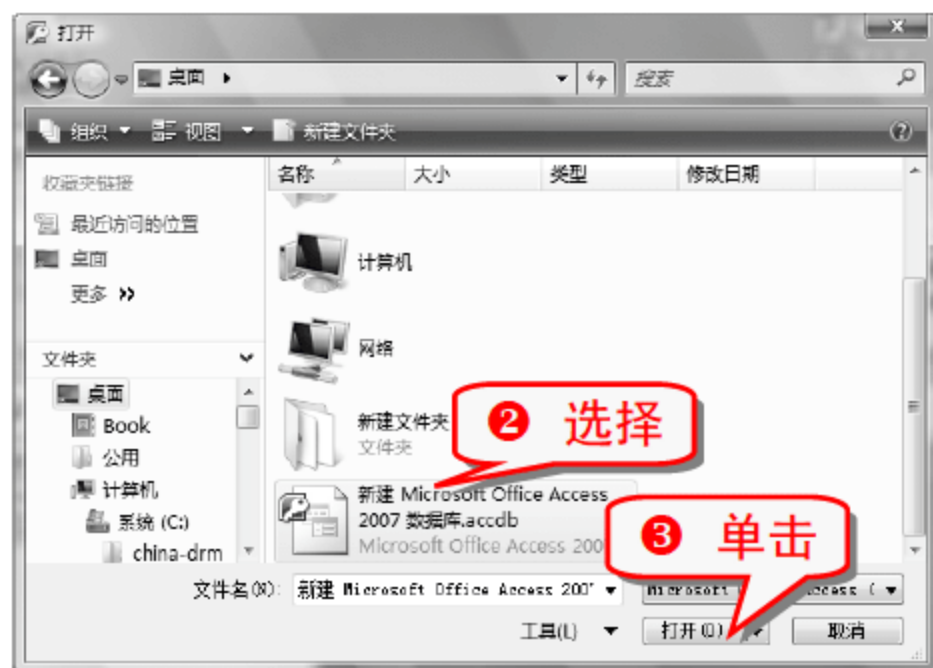 打开
桌面
搜索
组织 视图 新建文件夹
名称 大小 类型 修改日期
收藏夹链接
最近访问的位置
桌面
更多 >>
文件夹
桌面
Book
公用
计算机
系统 (C:)
china-drm
计算机
网络
新建文件夹
文件夹
❷ 选择
新建 Microsoft Office Access
2007 数据库.accdb
Microsoft Office Access 200
❸ 单击
文件名(N): 新建 Microsoft Office Access 200
工具(L) 打开(O) 取消